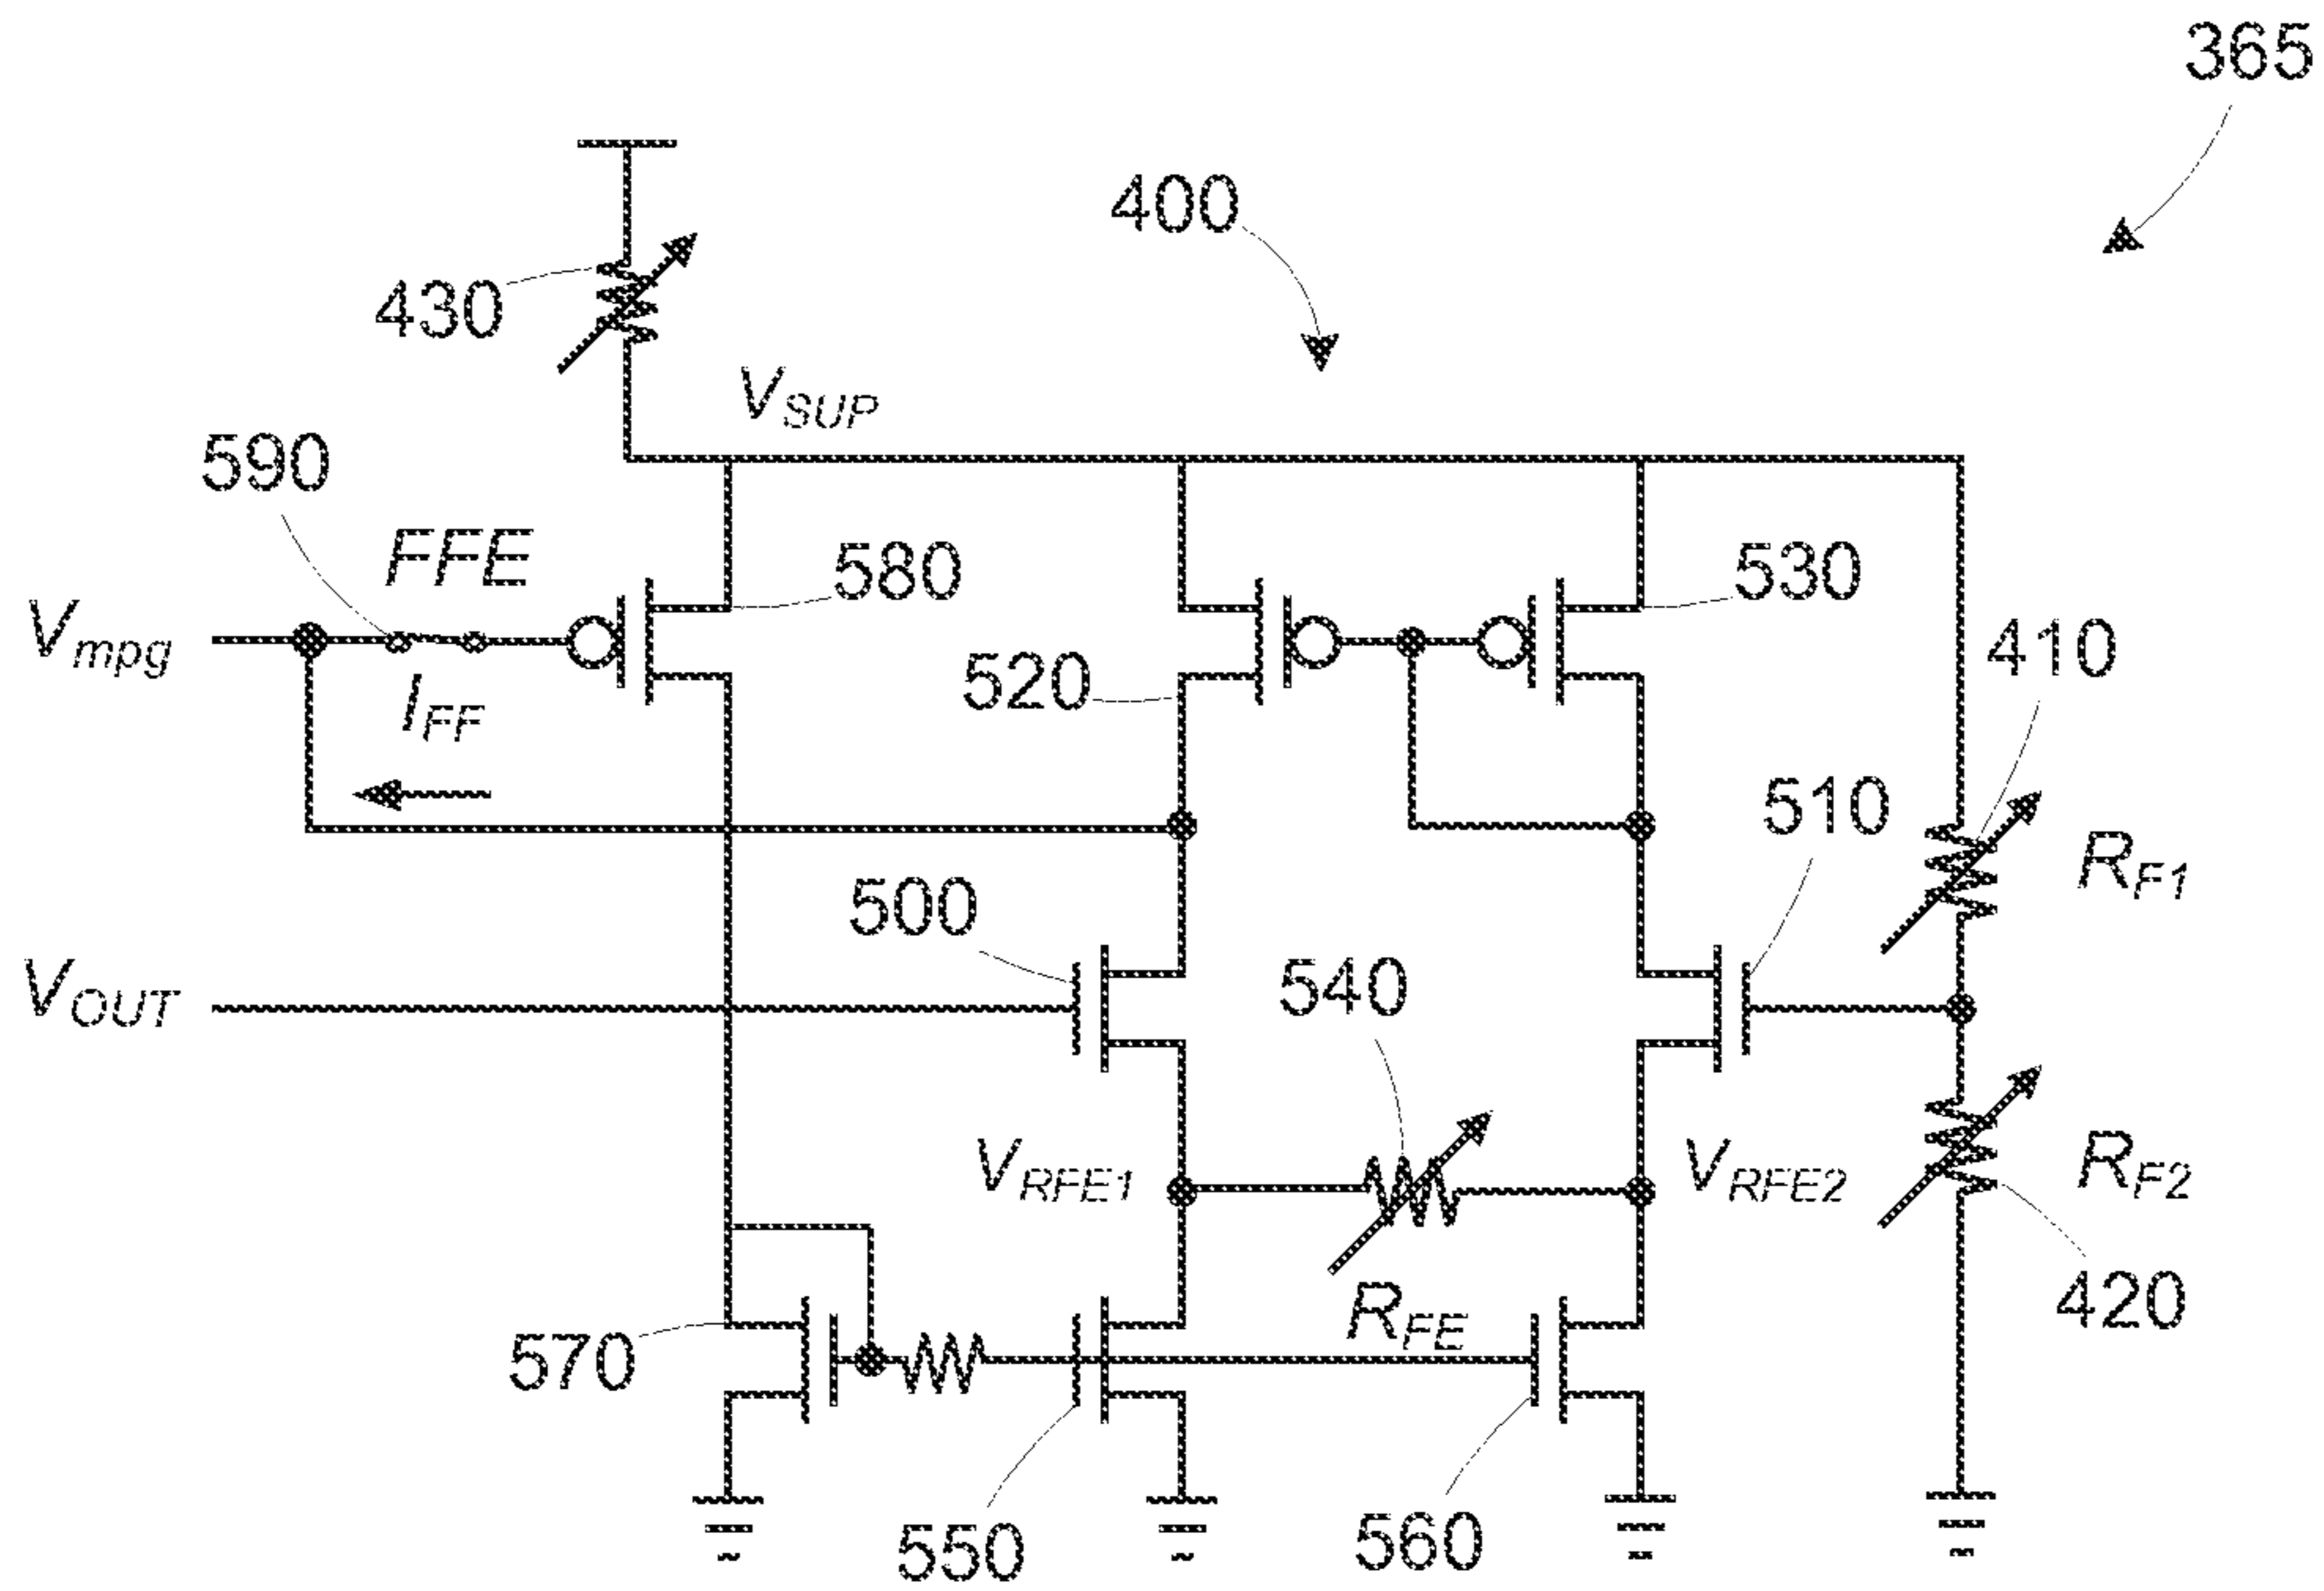 365
400
430
V_SUP
590
FFE
580
530
V_mpg
410
520
I_FF
510
R_F1
500
V_OUT
540
V_RFE1
V_RFE2
R_F2
R_FE
420
570
550
560